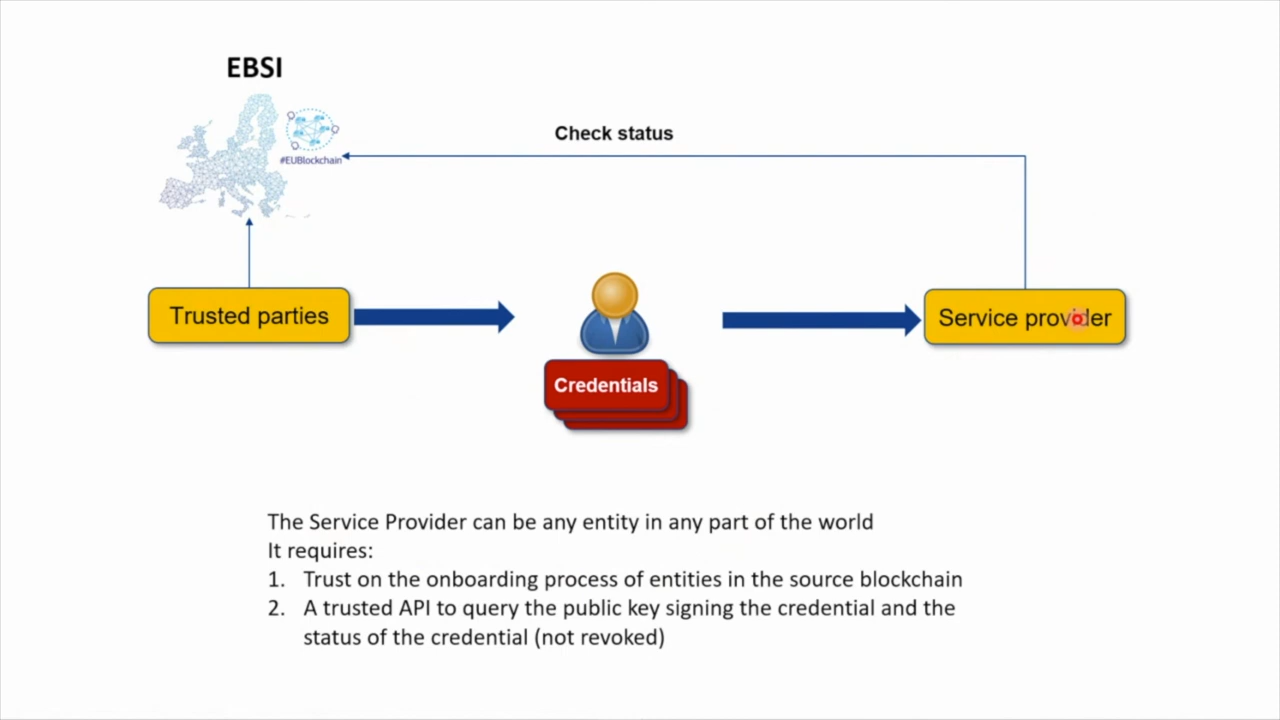 EBSI
#EUBlockchain
Check status
Trusted parties
Service provider
Credentials
The Service Provider can be any entity in any part of the world
It requires:
1. Trust on the onboarding process of entities in the source blockchain
2. A trusted API to query the public key signing the credential and the
status of the credential (not revoked)